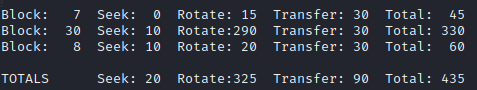 Block:   7  Seek:  0  Rotate: 15  Transfer: 30  Total:  45
Block:  30  Seek: 10  Rotate:290  Transfer: 30  Total: 330
Block:   8  Seek: 10  Rotate: 20  Transfer: 30  Total:  60

TOTALS      Seek: 20  Rotate:325  Transfer: 90  Total: 435